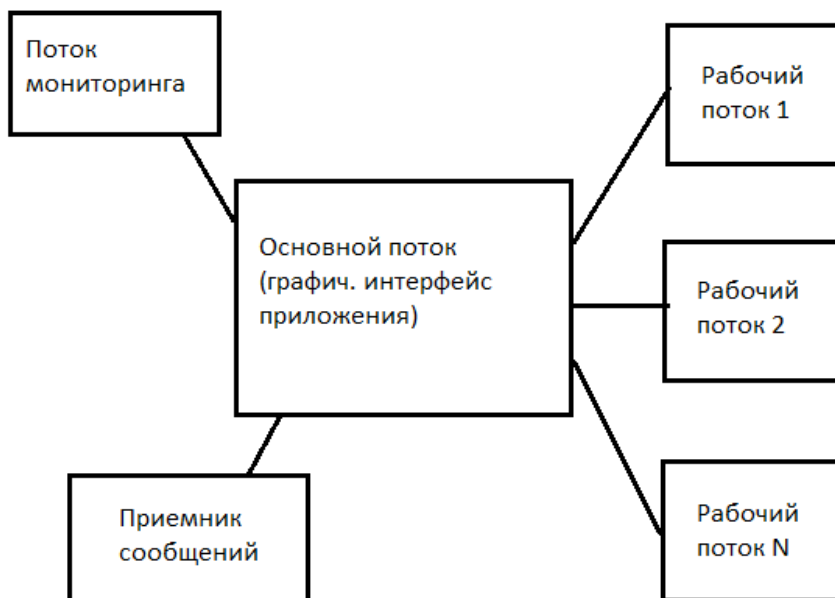 Поток
мониторинга
Рабочий
поток 1
Основной поток
(графич. интерфейс
приложения)
Рабочий
поток 2
Приемник
сообщений
Рабочий
поток N